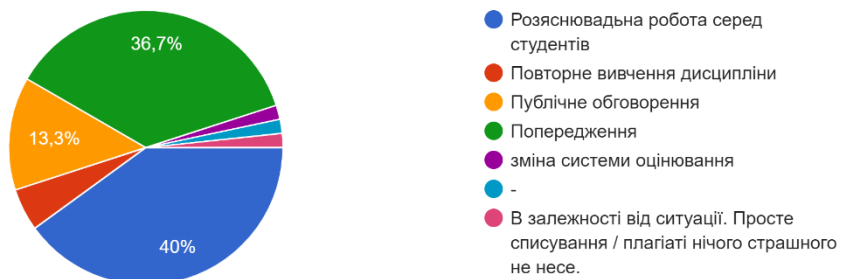 36,7%
13,3%
40%
Розяснювадьна робота серед
студентів
Повторне вивчення дисципліни
Публічне обговорення
Попередження
зміна системи оцінювання
-
В залежності від ситуації. Просте
списування / плагіаті нічого страшного
не несе.